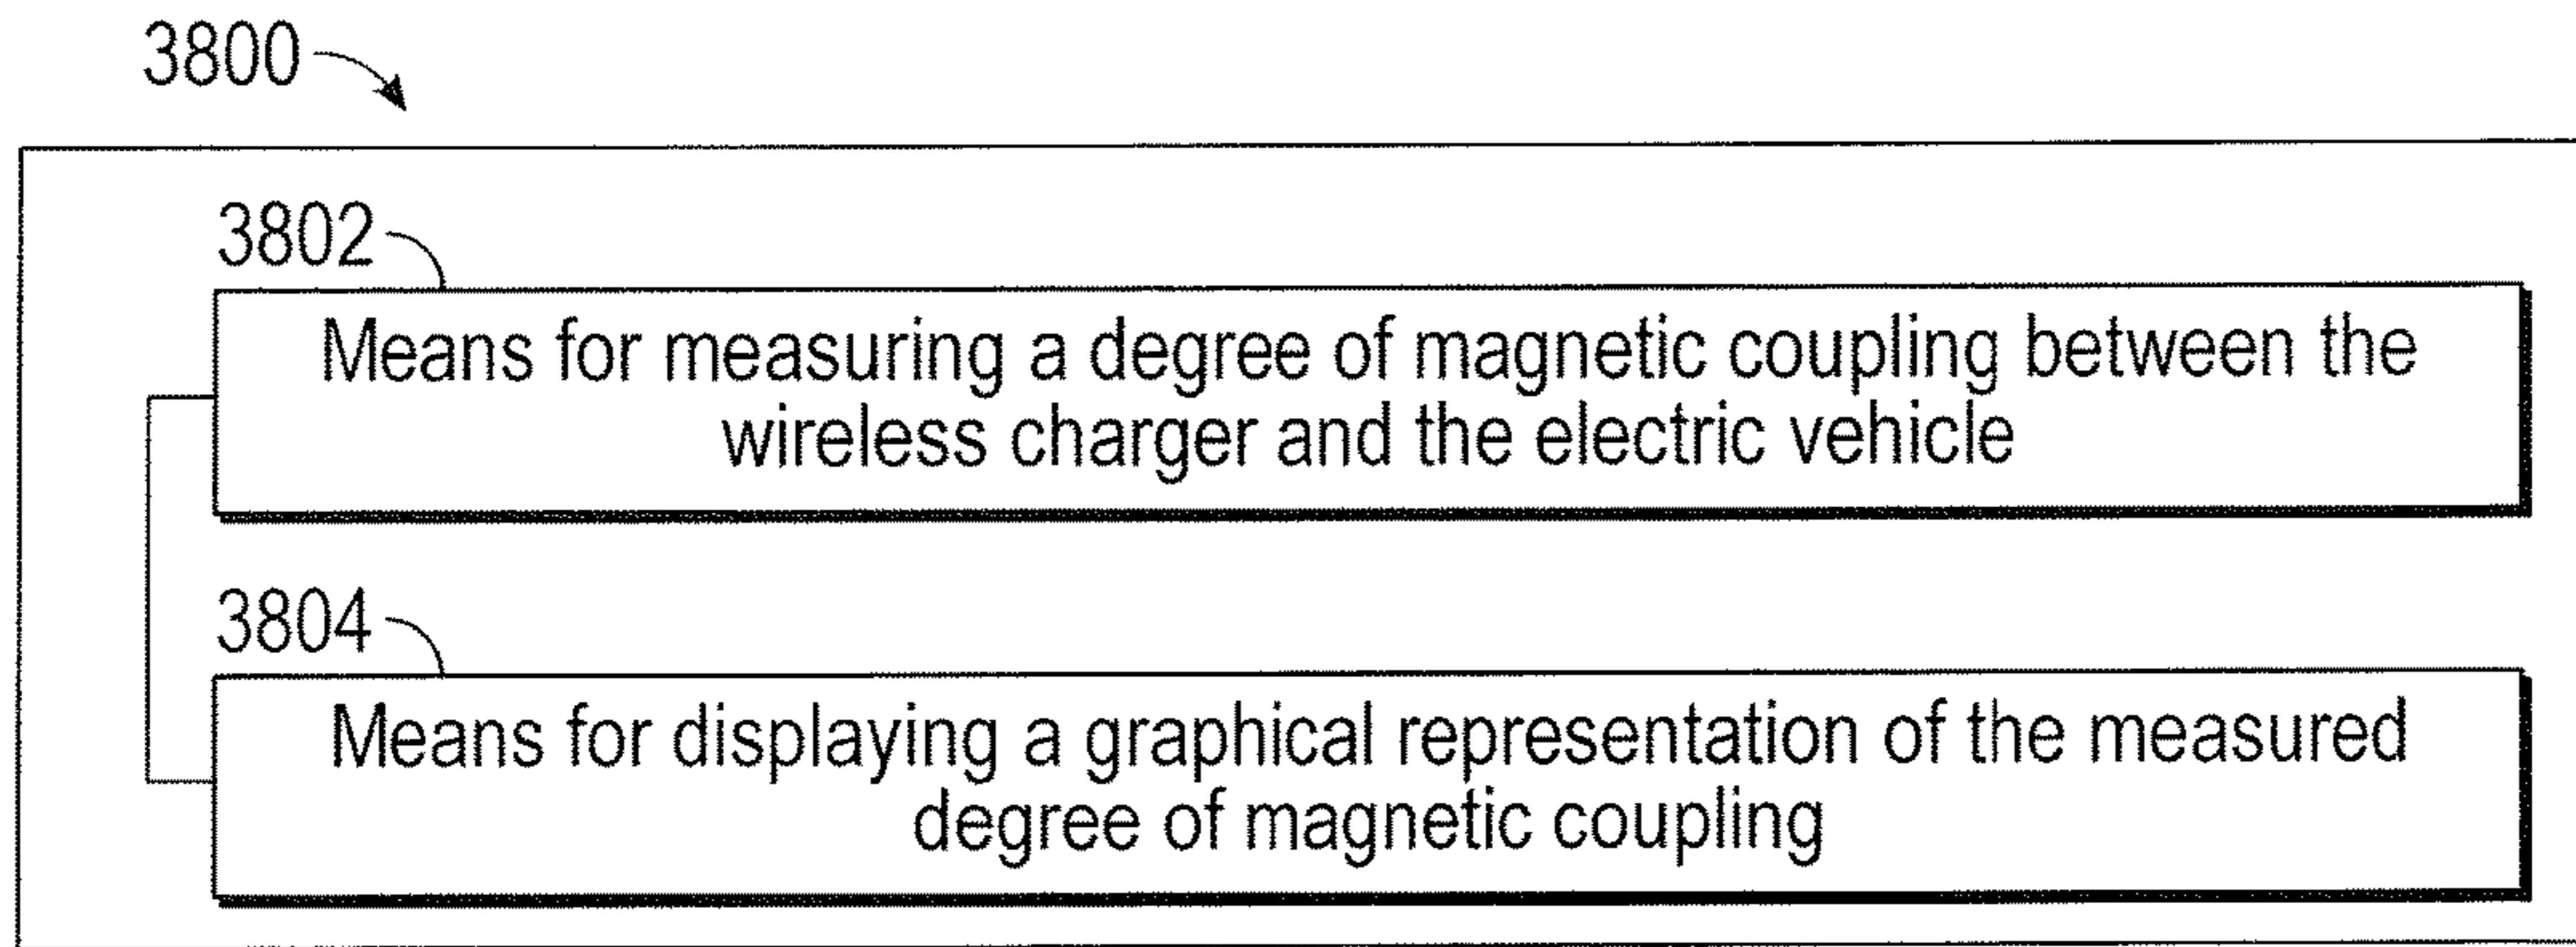 3800
3802
Means for measuring a degree of magnetic coupling between the
wireless charger and the electric vehicle
3804
Means for displaying a graphical representation of the measured
degree of magnetic coupling